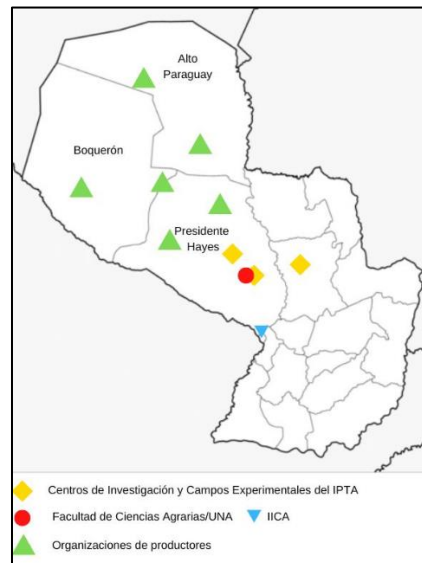 Alto
Paraguay
Boquerón
Presidente
Hayes
Centros de Investigación y Campos Experimentales del IPTA
Facultad de Ciencias Agrarias/UNA
IICA
Organizaciones de productores